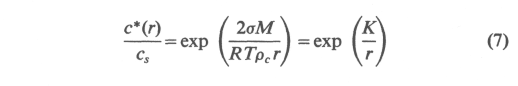 c*(r)/c_s = exp (2σM / RTρ_c r) = exp (K/r) (7)